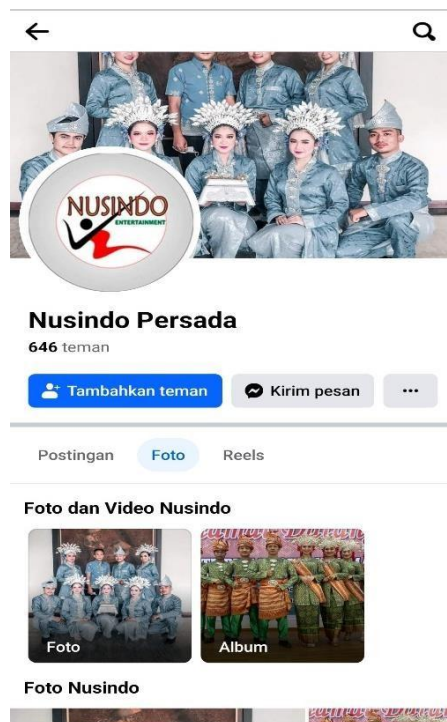 NUSINDO
ENTERTAINMENT
Nusindo Persada
646 teman
Tambahkan teman
Kirim pesan
Postingan
Foto
Reels
Foto dan Video Nusindo
Foto
Album
Foto Nusindo